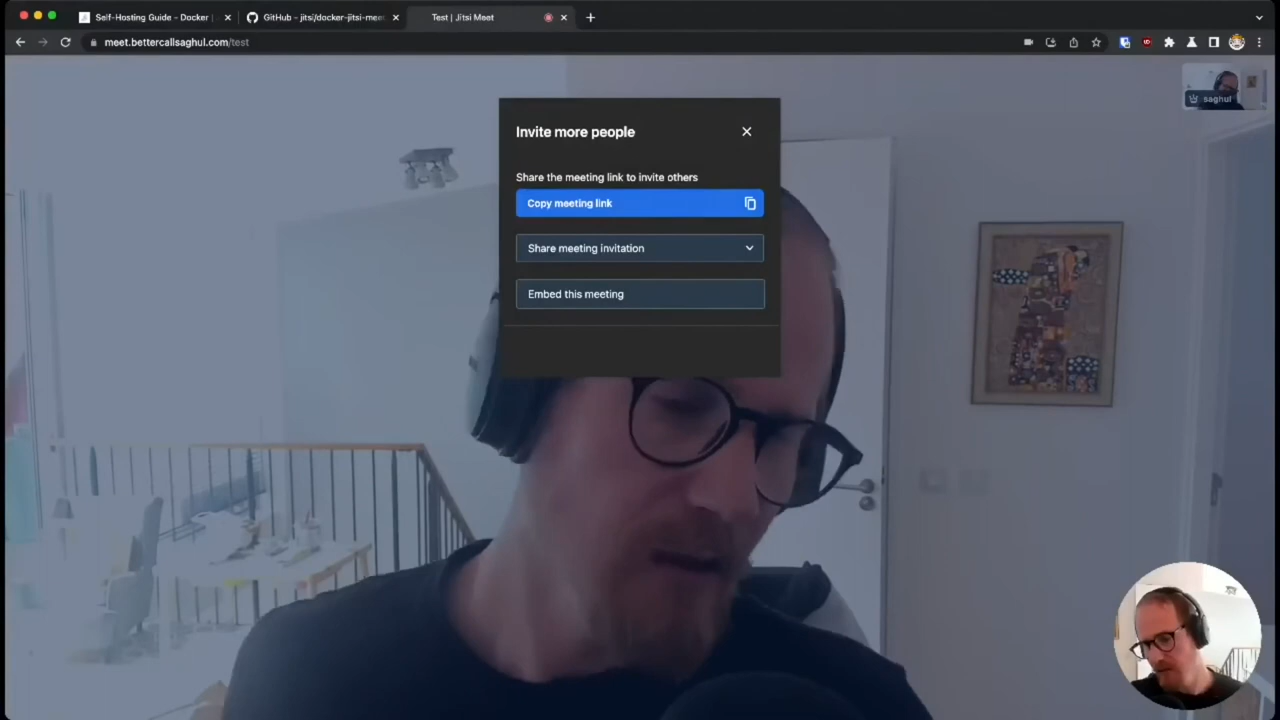 Self-Hosting Guide - Docker |
GitHub - jitsi/docker-jitsi-mee
Test | Jitsi Meet
meet.bettercallsaghul.com/test
saghul
Invite more people
Share the meeting link to invite others
Copy meeting link
Share meeting invitation
Embed this meeting